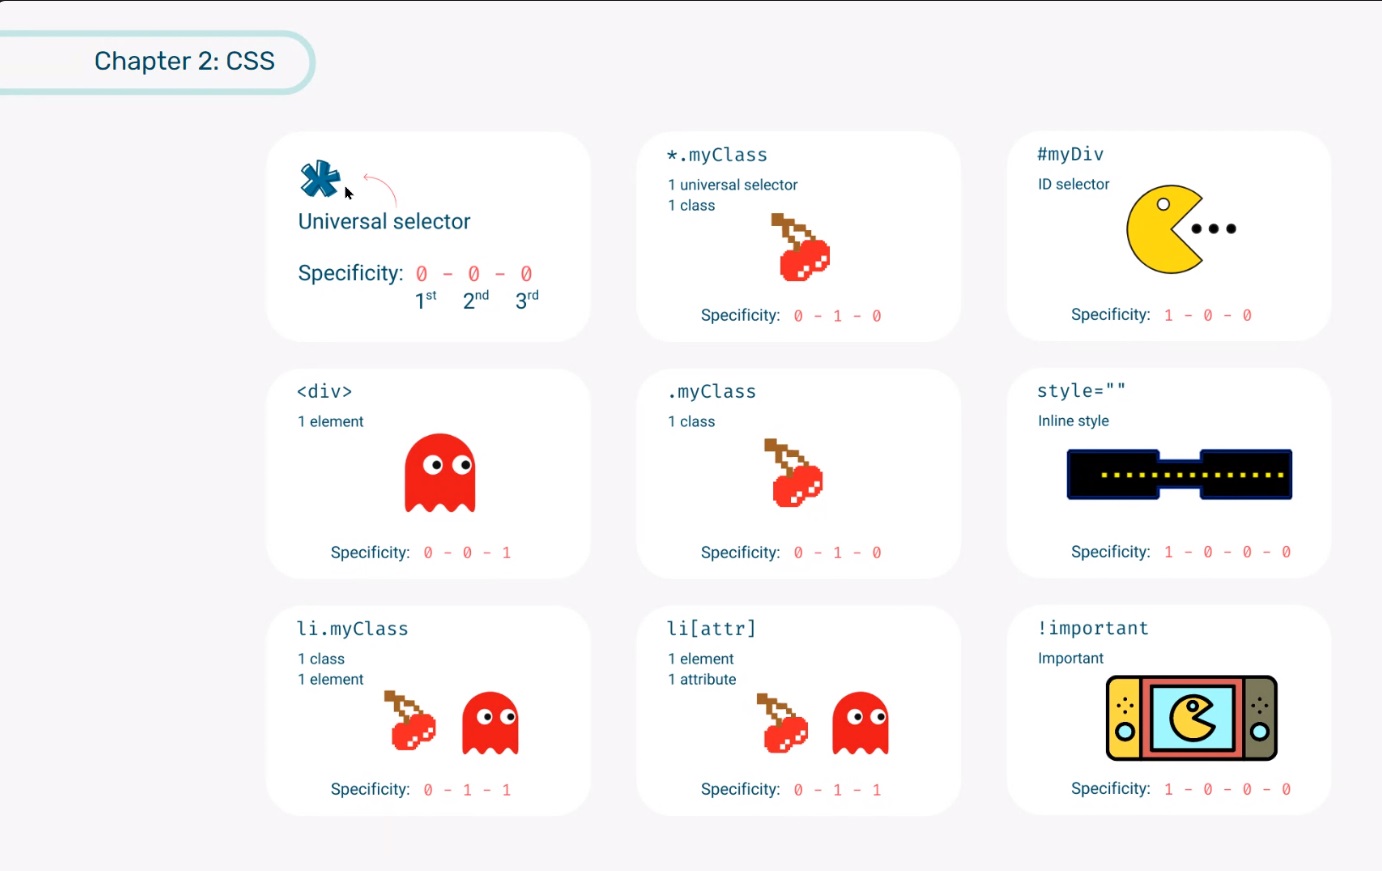 Chapter 2: CSS
*
Universal selector
Specificity: 0 - 0 - 0
1st 2nd 3rd
*.myClass
1 universal selector
1 class
Specificity: 0 - 1 - 0
#myDiv
ID selector
Specificity: 1 - 0 - 0
<div>
1 element
Specificity: 0 - 0 - 1
.myClass
1 class
Specificity: 0 - 1 - 0
style=""
Inline style
Specificity: 1 - 0 - 0 - 0
li.myClass
1 class
1 element
Specificity: 0 - 1 - 1
li[attr]
1 element
1 attribute
Specificity: 0 - 1 - 1
!important
Important
Specificity: 1 - 0 - 0 - 0